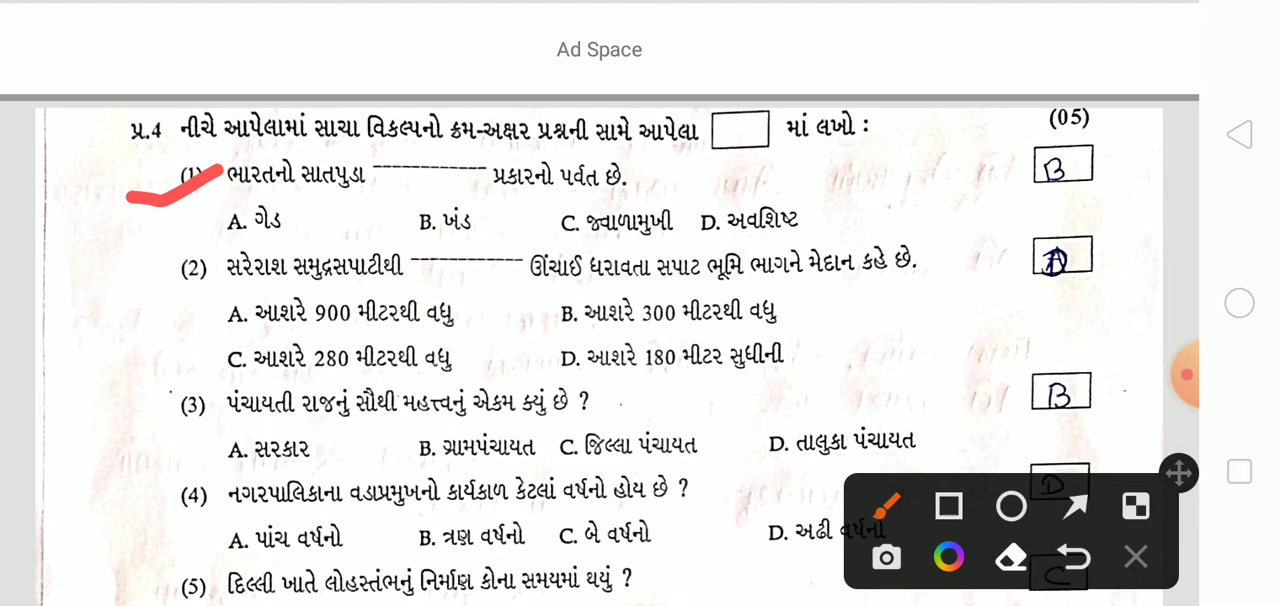 Ad Space
પ્ર.4 નીચે આપેલામાં સાચા વિકલ્પનો ક્રમ-અક્ષર પ્રશ્નની સામે આપેલા માં લખો : (05)
(1) ભારતનો સાતપુડા ------------ પ્રકારનો પર્વત છે. B
A. ગેડ B. ખંડ C. જ્વાળામુખી D. અવશિષ્ટ
(2) સરેરાશ સમુદ્રસપાટીથી ------------ ઊંચાઈ ધરાવતા સપાટ ભૂમિ ભાગને મેદાન કહે છે. A
A. આશરે 900 મીટરથી વધુ B. આશરે 300 મીટરથી વધુ
C. આશરે 280 મીટરથી વધુ D. આશરે 180 મીટર સુધીની
(3) પંચાયતી રાજનું સૌથી મહત્ત્વનું એકમ ક્યું છે ? B
A. સરકાર B. ગ્રામપંચાયત C. જિલ્લા પંચાયત D. તાલુકા પંચાયત
(4) નગરપાલિકાના વડાપ્રમુખનો કાર્યકાળ કેટલાં વર્ષનો હોય છે ? D
A. પાંચ વર્ષનો B. ત્રણ વર્ષનો C. બે વર્ષનો D. અઢી વર્ષનો
(5) દિલ્લી ખાતે લોહસ્તંભનું નિર્માણ કોના સમયમાં થયું ? C